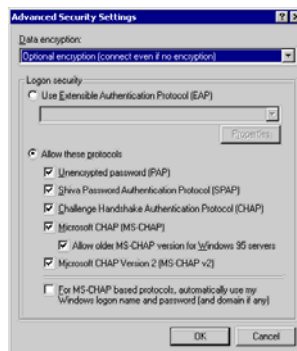 Advanced Security Settings
Data encryption:
Optional encryption (connect even if no encryption)
Logon security
Use Extensible Authentication Protocol (EAP)
Properties
Allow these protocols
Unencrypted password (PAP)
Shiva Password Authentication Protocol (SPAP)
Challenge Handshake Authentication Protocol (CHAP)
Microsoft CHAP (MS-CHAP)
Allow older MS-CHAP version for Windows 95 servers
Microsoft CHAP Version 2 (MS-CHAP v2)
For MS-CHAP based protocols, automatically use my
Windows logon name and password (and domain if any)
OK Cancel